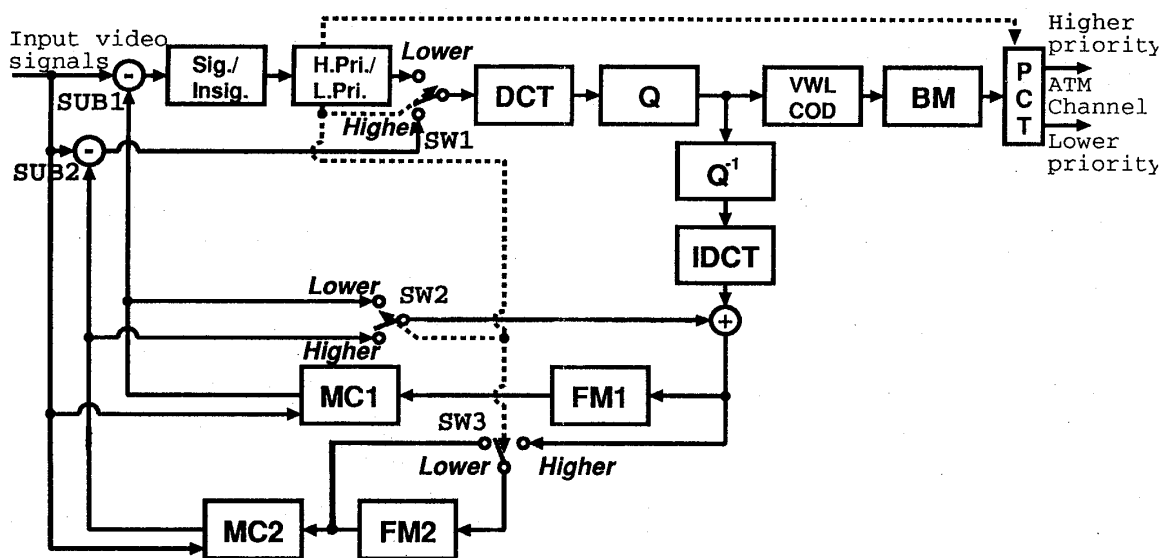 Input video
signals
SUB1
-
Sig./
Insig.
H.Pri./
L.Pri.
Lower
Higher
SW1
DCT
Q
VWL
COD
BM
P
C
T
Higher
priority
ATM
Channel
Lower
priority
SUB2
-
Q-1
IDCT
Lower
SW2
Higher
+
MC1
FM1
SW3
Lower
Higher
MC2
FM2